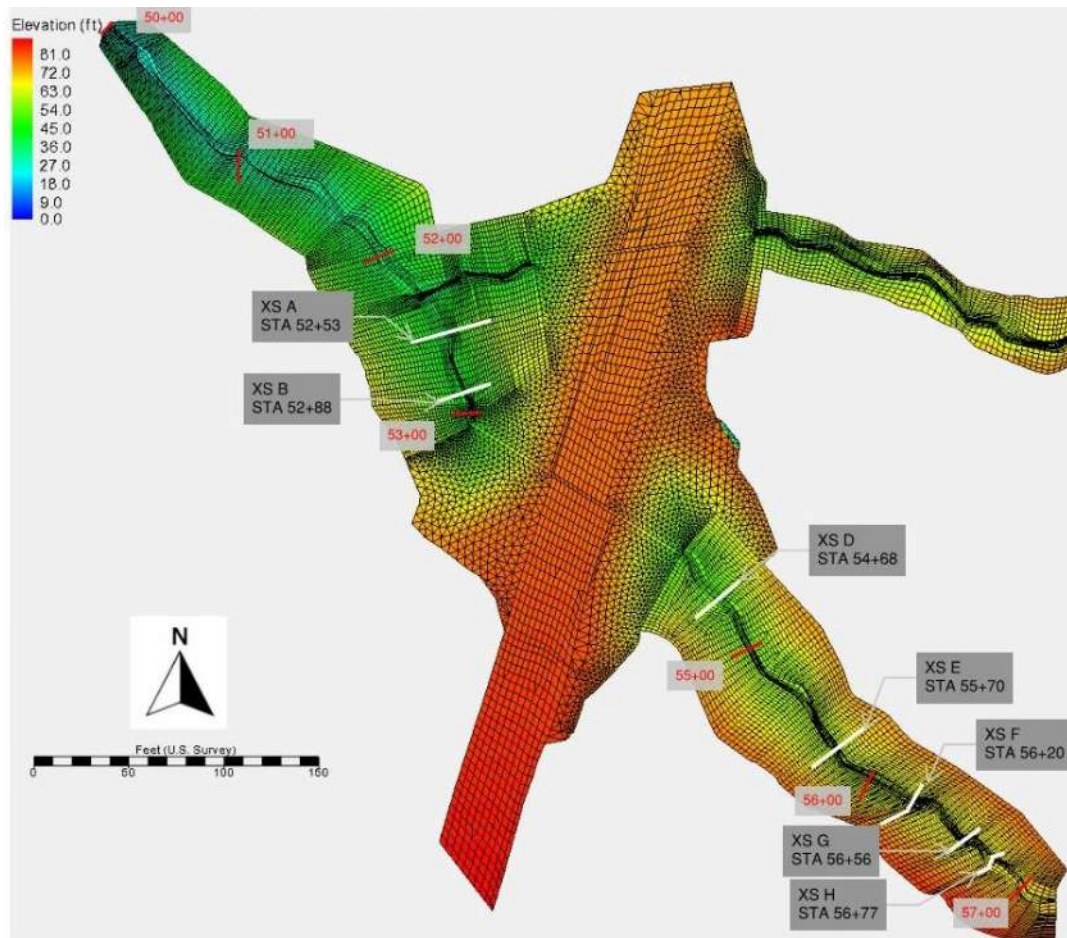 50+00
Elevation (ft)
81.0
72.0
63.0
54.0
45.0
36.0
27.0
18.0
9.0
0.0
51+00
52+00
XS A
STA 52+53
XS B
STA 52+88
53+00
XS D
STA 54+68
55+00
XS E
STA 55+70
XS F
STA 56+20
56+00
XS G
STA 56+56
XS H
STA 56+77
57+00
N
Feet (U.S. Survey)
0 50 100 150